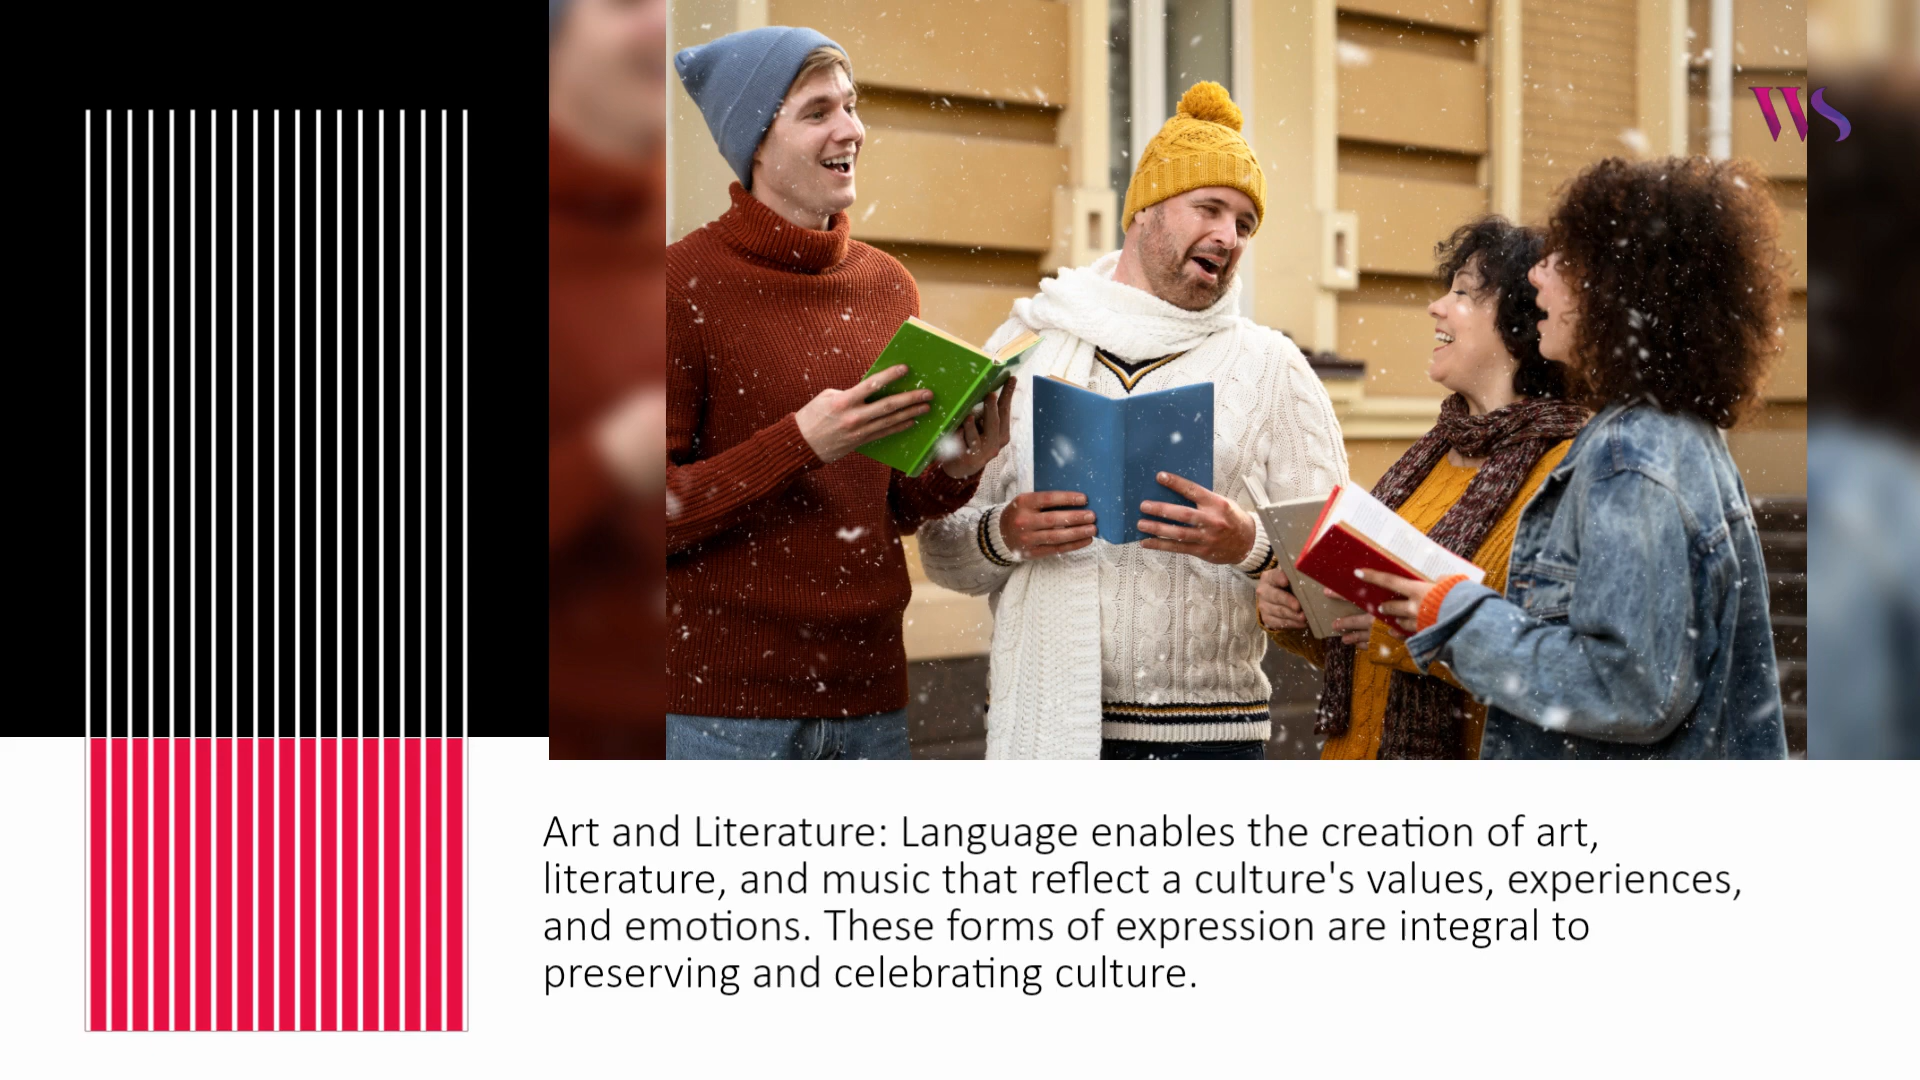 WS
Art and Literature: Language enables the creation of art,
literature, and music that reflect a culture's values, experiences,
and emotions. These forms of expression are integral to
preserving and celebrating culture.